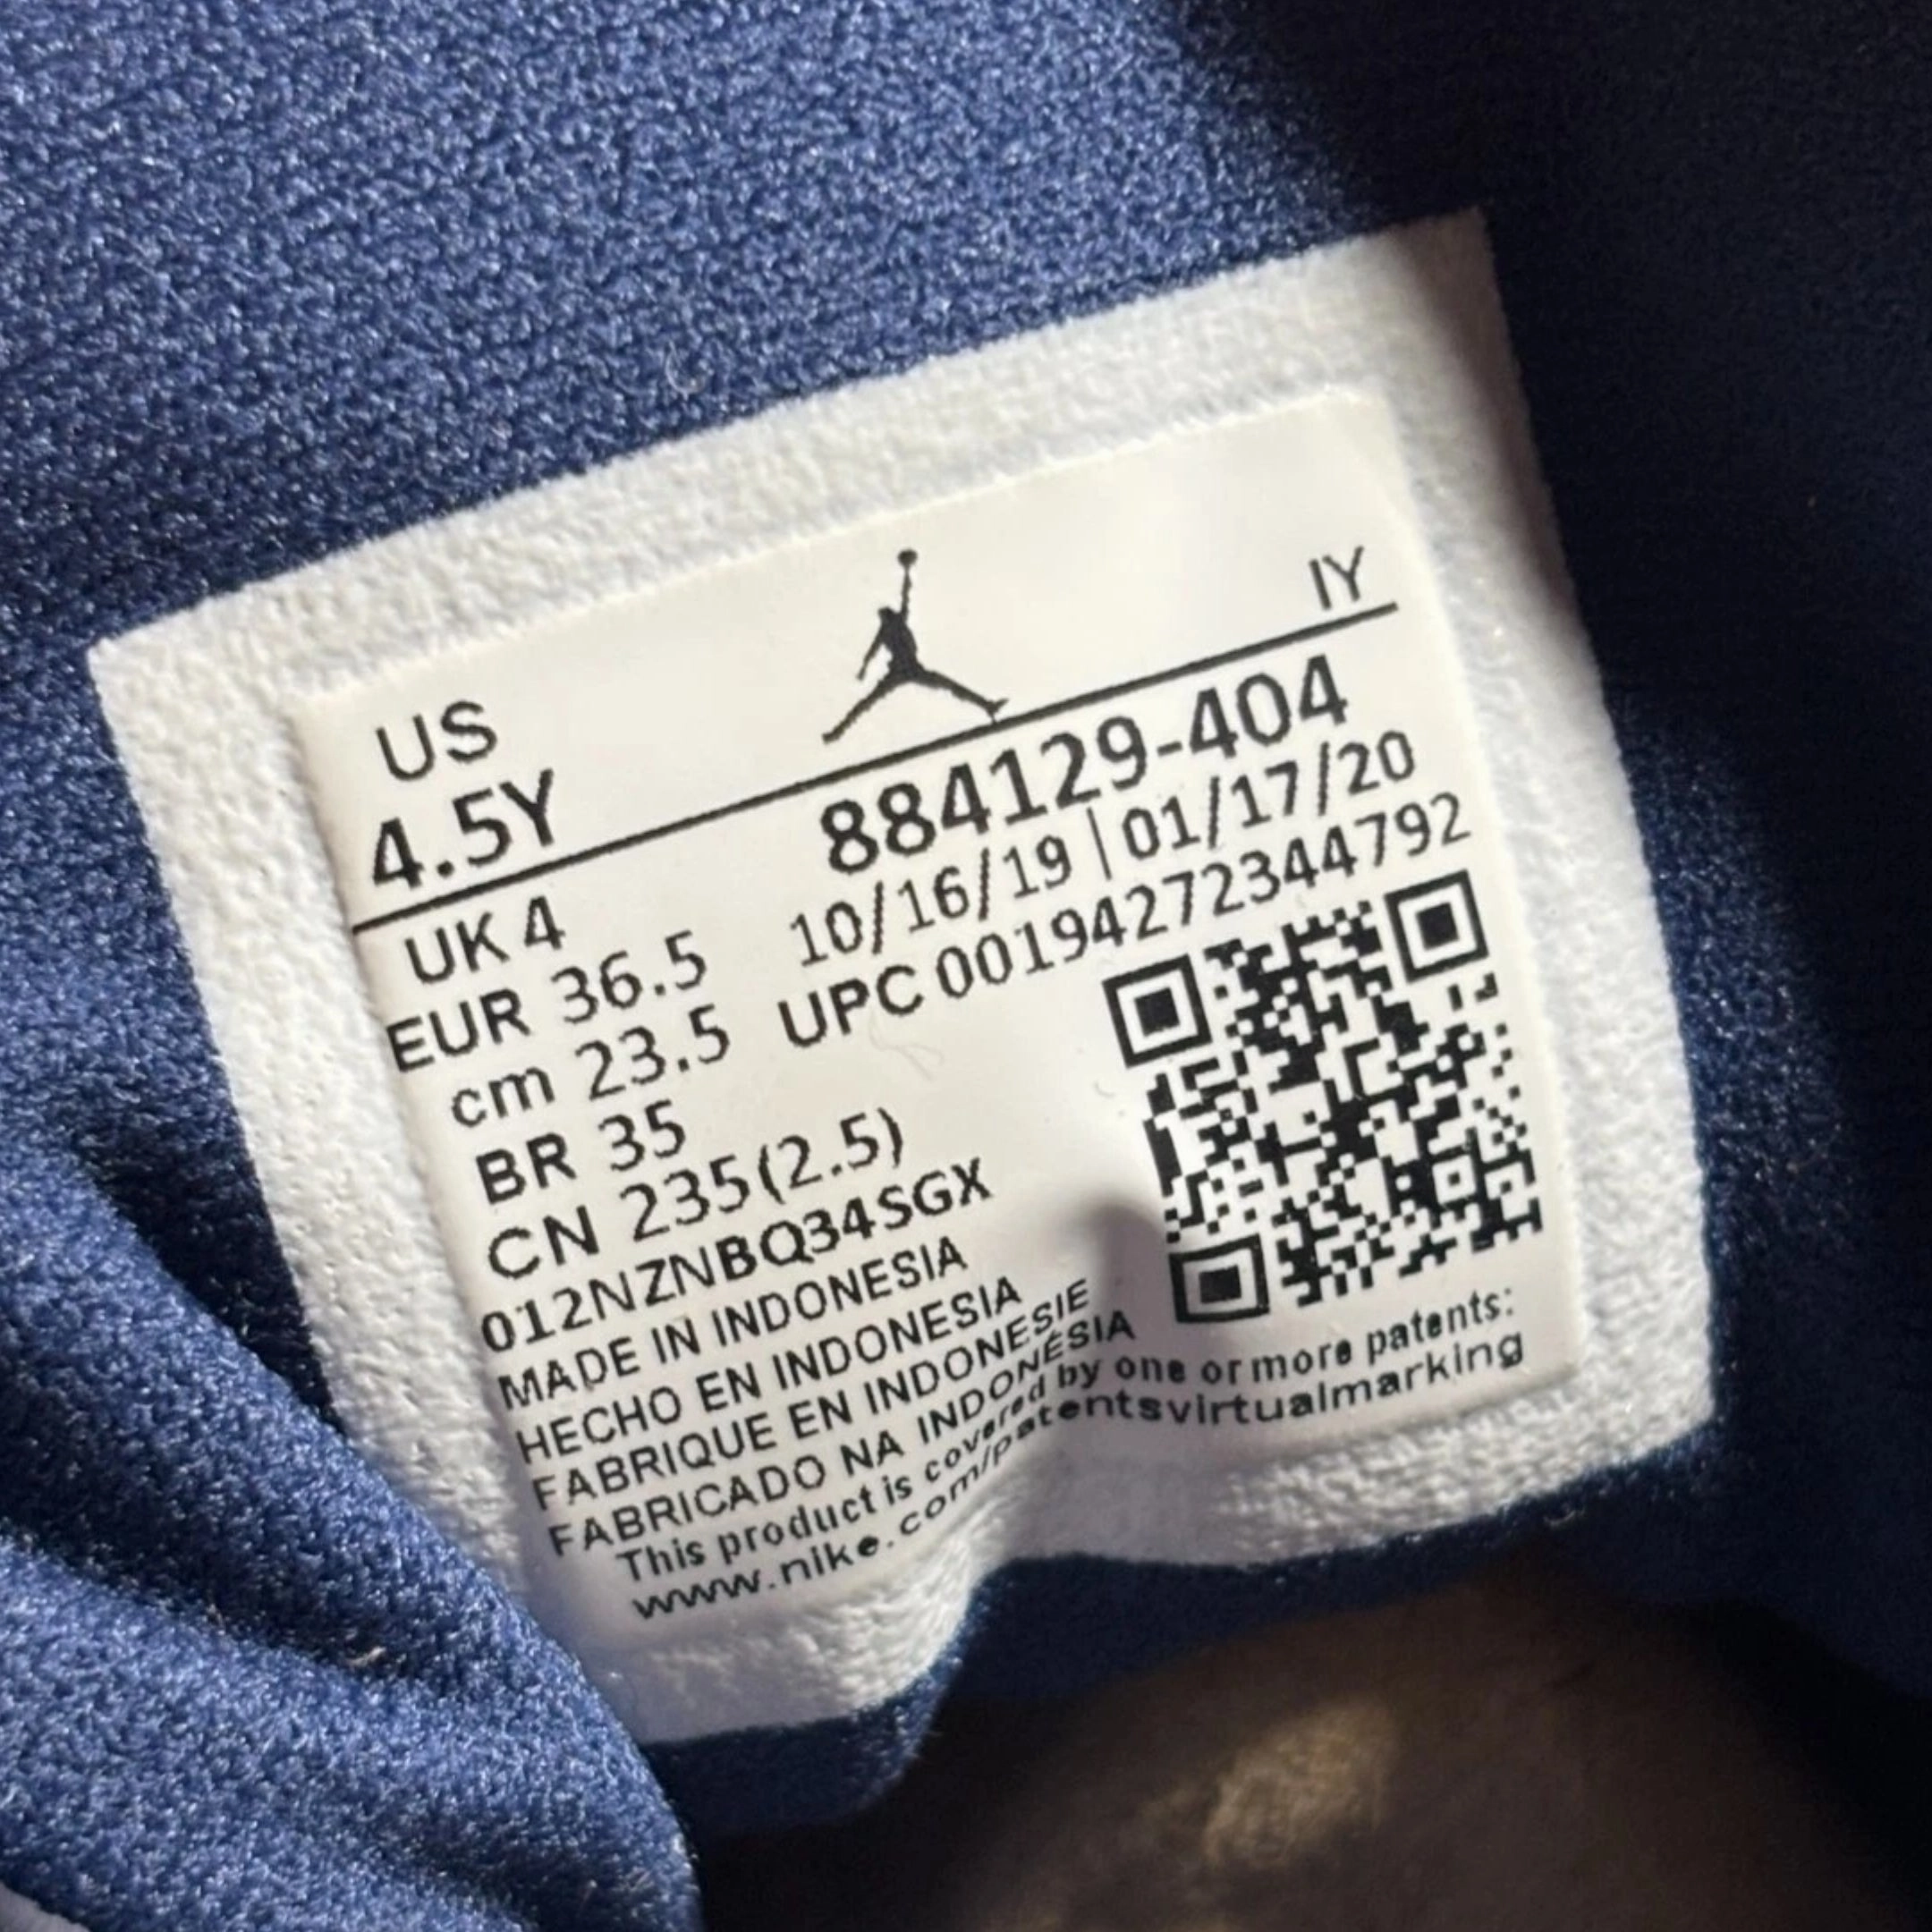 US
IY
4.5Y
884129-404
UK 4
10/16/19 | 01/17/20
EUR 36.5
UPC 00194272344792
cm 23.5
BR 35
CN 235(2.5)
012NZNBQ34SGX
MADE IN INDONESIA
HECHO EN INDONESIA
FABRIQUE EN INDONESIE
FABRICADO NA INDONÉSIA
This product is covered by one or more patents:
www.nike.com/patentsvirtualmarking